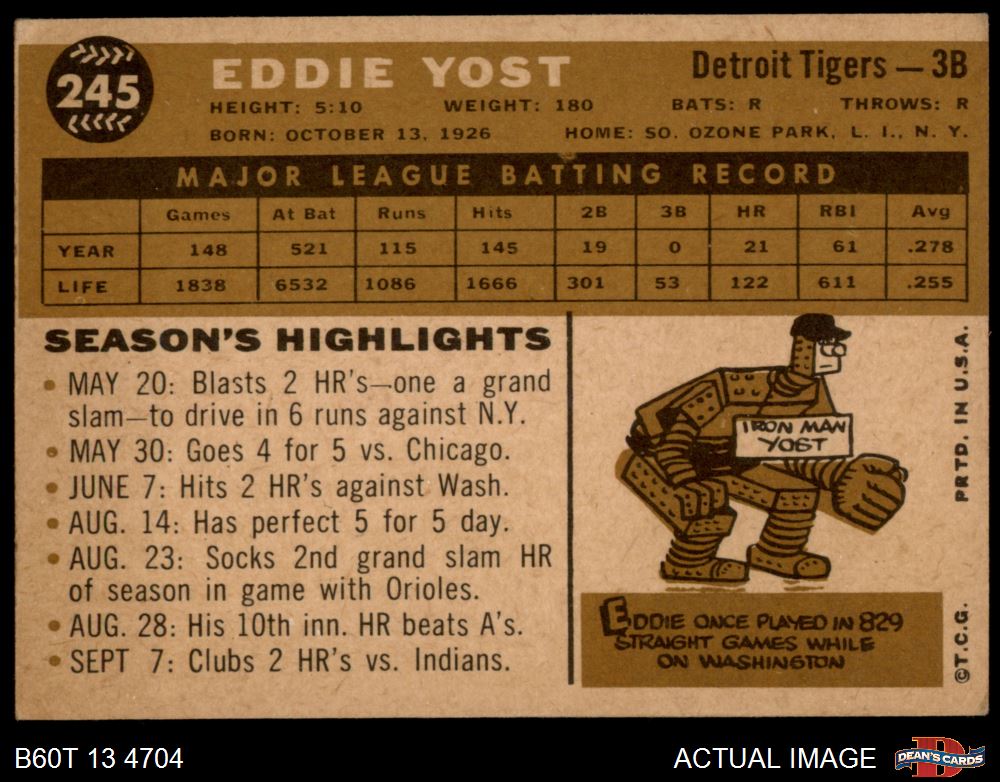 245
EDDIE YOST
Detroit Tigers — 3B
HEIGHT: 5:10 WEIGHT: 180 BATS: R THROWS: R
BORN: OCTOBER 13, 1926 HOME: SO. OZONE PARK, L. I., N. Y.
MAJOR LEAGUE BATTING RECORD
Games At Bat Runs Hits 2B 3B HR RBI Avg
YEAR 148 521 115 145 19 0 21 61 .278
LIFE 1838 6532 1086 1666 301 53 122 611 .255
SEASON'S HIGHLIGHTS
• MAY 20: Blasts 2 HR's—one a grand
slam—to drive in 6 runs against N.Y.
• MAY 30: Goes 4 for 5 vs. Chicago.
• JUNE 7: Hits 2 HR's against Wash.
• AUG. 14: Has perfect 5 for 5 day.
• AUG. 23: Socks 2nd grand slam HR
of season in game with Orioles.
• AUG. 28: His 10th inn. HR beats A's.
• SEPT 7: Clubs 2 HR's vs. Indians.
IRON MAN
YOST
EDDIE ONCE PLAYED IN 829
STRAIGHT GAMES WHILE
ON WASHINGTON
PRTD. IN U.S.A.
©T.C.G.
B60T 13 4704
ACTUAL IMAGE
D
DEAN'S CARDS